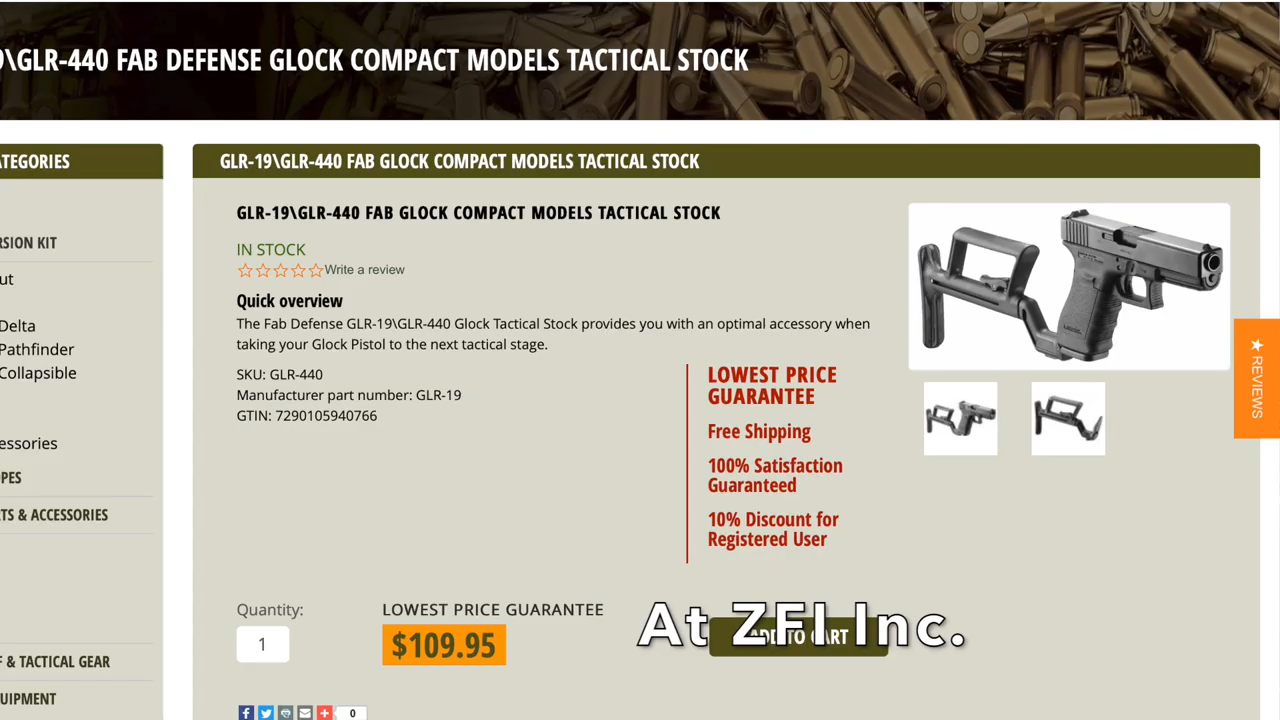 \GLR-440 FAB DEFENSE GLOCK COMPACT MODELS TACTICAL STOCK
ATEGORIES
RSION KIT
ut
Delta
Pathfinder
Collapsible
essories
OPES
TS & ACCESSORIES
F & TACTICAL GEAR
UIPMENT
GLR-19\GLR-440 FAB GLOCK COMPACT MODELS TACTICAL STOCK
GLR-19\GLR-440 FAB GLOCK COMPACT MODELS TACTICAL STOCK
IN STOCK
Write a review
Quick overview
The Fab Defense GLR-19\GLR-440 Glock Tactical Stock provides you with an optimal accessory when
taking your Glock Pistol to the next tactical stage.
SKU: GLR-440
Manufacturer part number: GLR-19
GTIN: 7290105940766
LOWEST PRICE
GUARANTEE
Free Shipping
100% Satisfaction
Guaranteed
10% Discount for
Registered User
Quantity:
1
LOWEST PRICE GUARANTEE
$109.95
ADD TO CART
At ZFI Inc.
0
★ REVIEWS